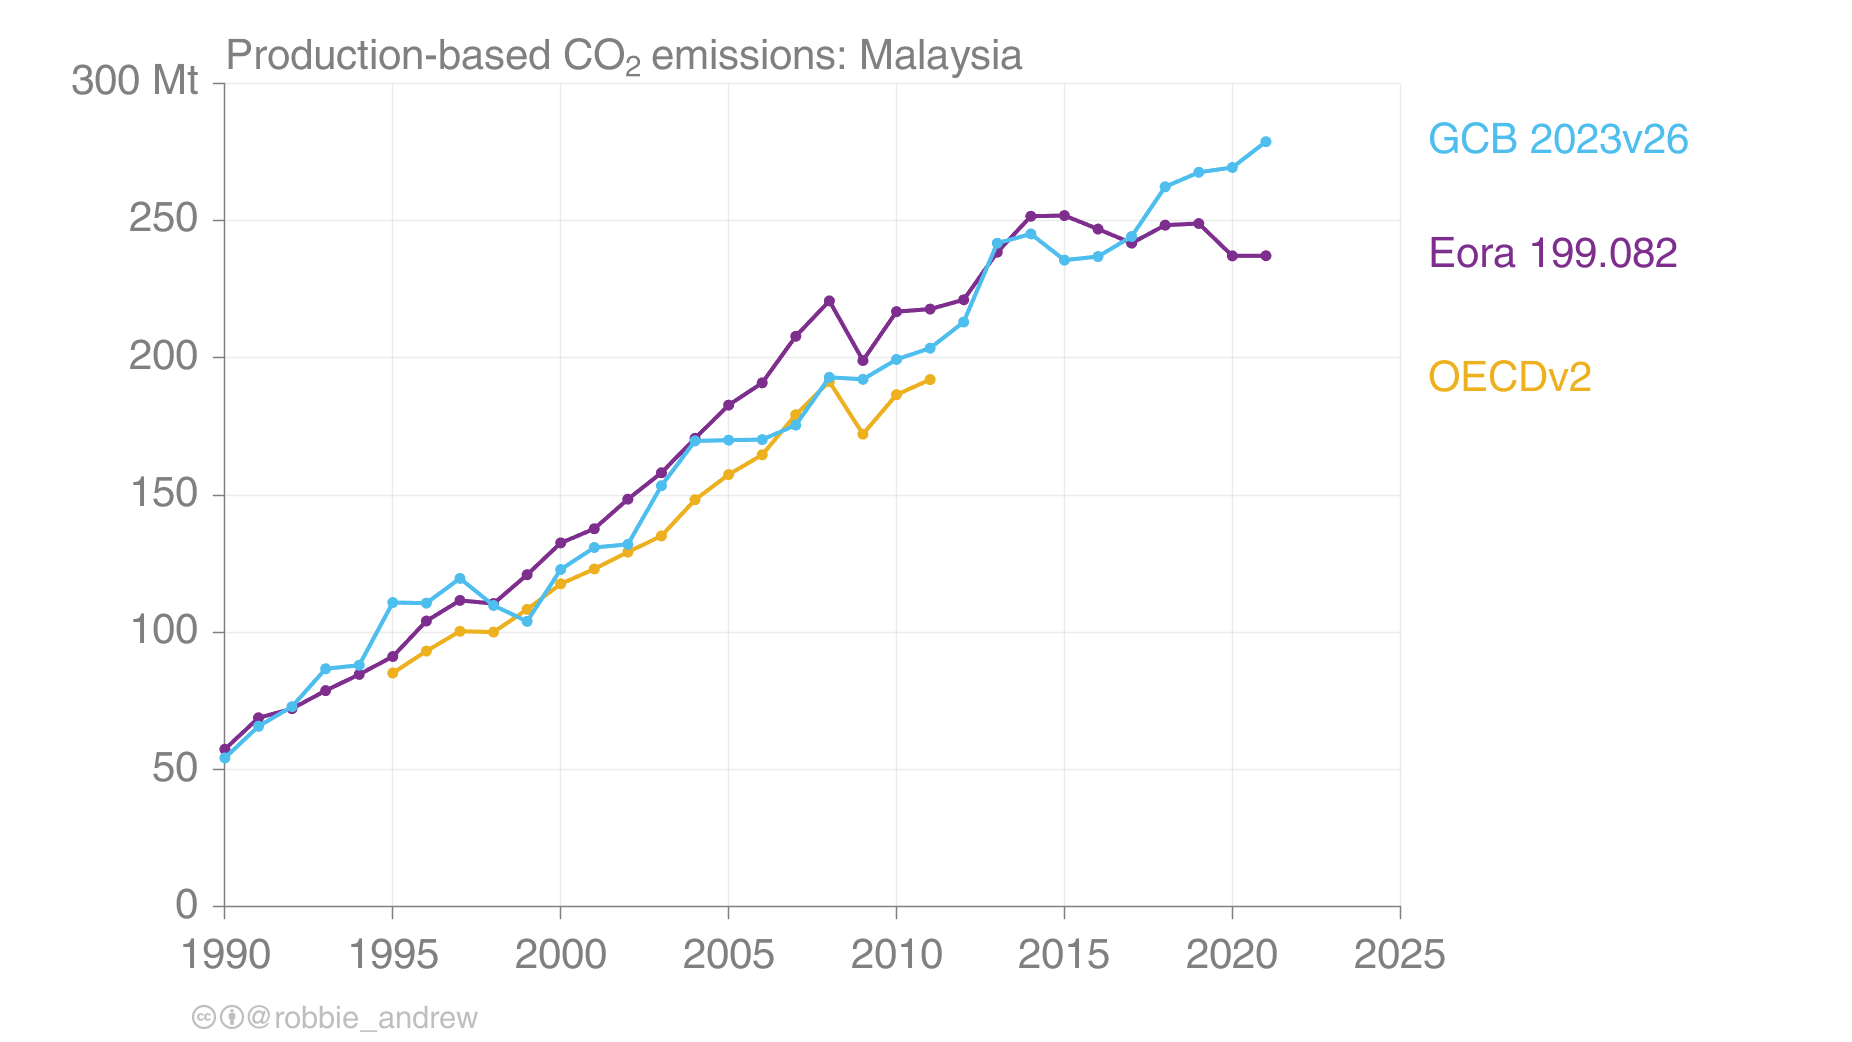 Production-based CO₂ emissions: Malaysia
300 Mt
250
200
150
100
50
0
1990 1995 2000 2005 2010 2015 2020 2025
GCB 2023v26
Eora 199.082
OECDv2
cc @robbie_andrew